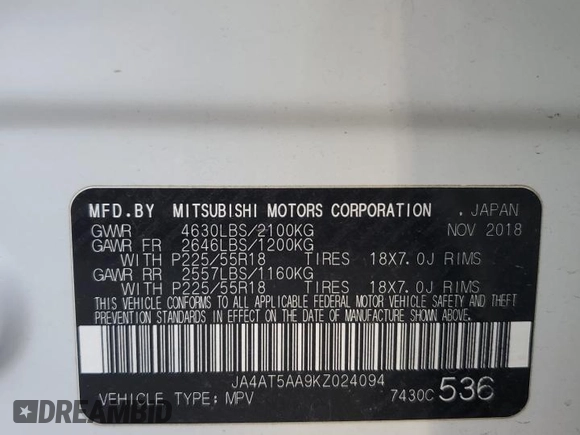 MFD.BY MITSUBISHI MOTORS CORPORATION . JAPAN
GVWR 4630LBS/2100KG NOV 2018
GAWR FR 2646LBS/1200KG
WITH P225/55R18 TIRES 18X7.0J RIMS
GAWR RR 2557LBS/1160KG
WITH P225/55R18 TIRES 18X7.0J RIMS
THIS VEHICLE CONFORMS TO ALL APPLICABLE FEDERAL MOTOR VEHICLE SAFETY AND THEFT
PREVENTION STANDARDS IN EFFECT ON THE DATE OF MANUFACTURE SHOWN ABOVE.
JA4AT5AA9KZ024094
VEHICLE TYPE: MPV 7430C 536
DREAMBID